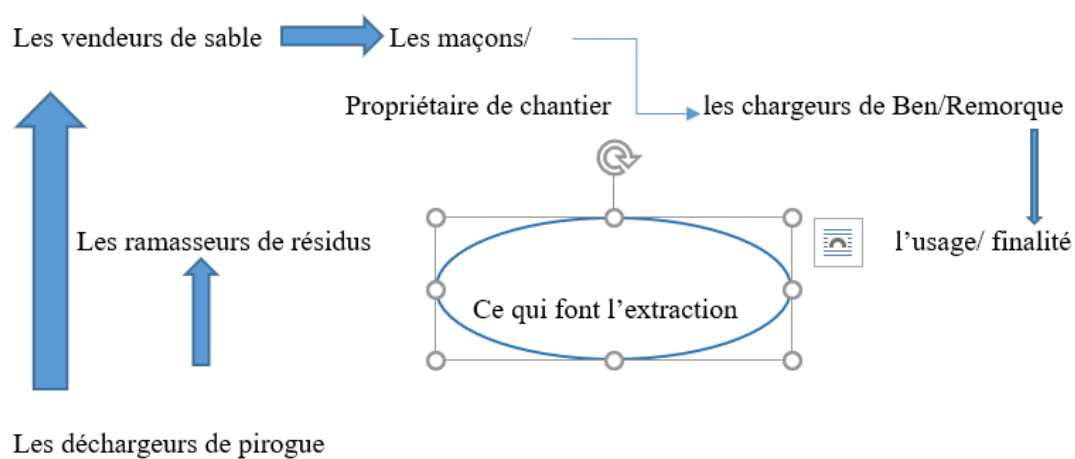 Les vendeurs de sable
Les maçons/
Propriétaire de chantier
les chargeurs de Ben/Remorque
Les ramasseurs de résidus
l’usage/ finalité
Ce qui font l’extraction
Les déchargeurs de pirogue